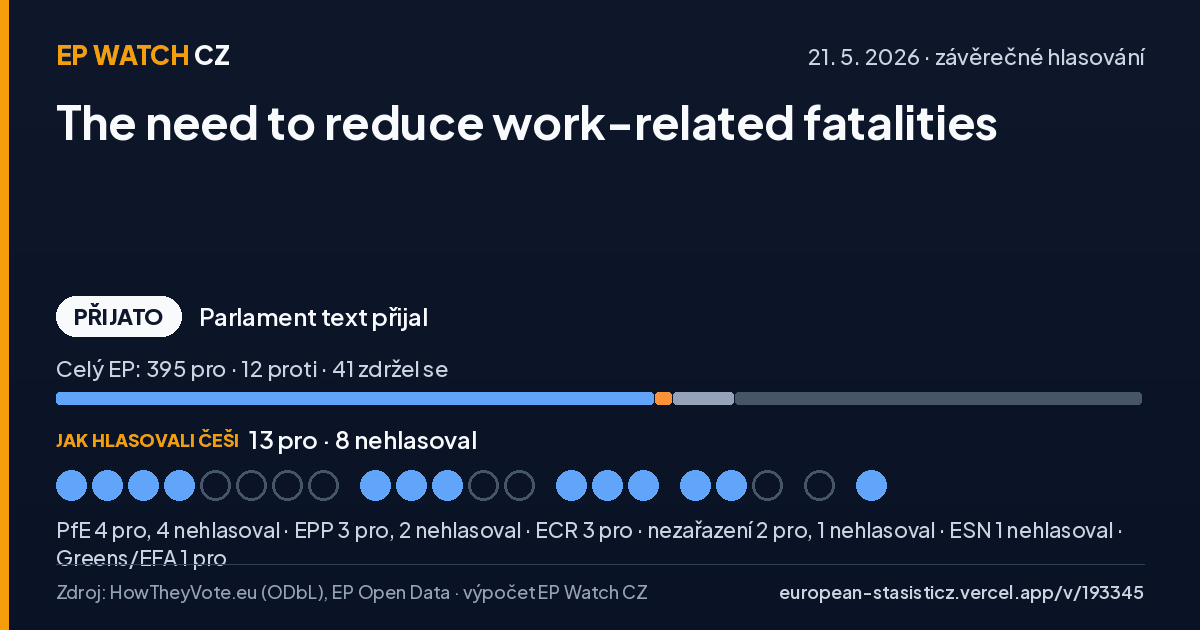 EP WATCH CZ
21. 5. 2026 · závěrečné hlasování
The need to reduce work-related fatalities
PŘIJATO Parlament text přijal
Celý EP: 395 pro · 12 proti · 41 zdržel se
JAK HLASOVALI ČEŠI 13 pro · 8 nehlasoval
PfE 4 pro, 4 nehlasoval · EPP 3 pro, 2 nehlasoval · ECR 3 pro · nezařazení 2 pro, 1 nehlasoval · ESN 1 nehlasoval ·
Greens/EFA 1 pro
Zdroj: HowTheyVote.eu (ODbL), EP Open Data · výpočet EP Watch CZ
european-stasisticz.vercel.app/v/193345